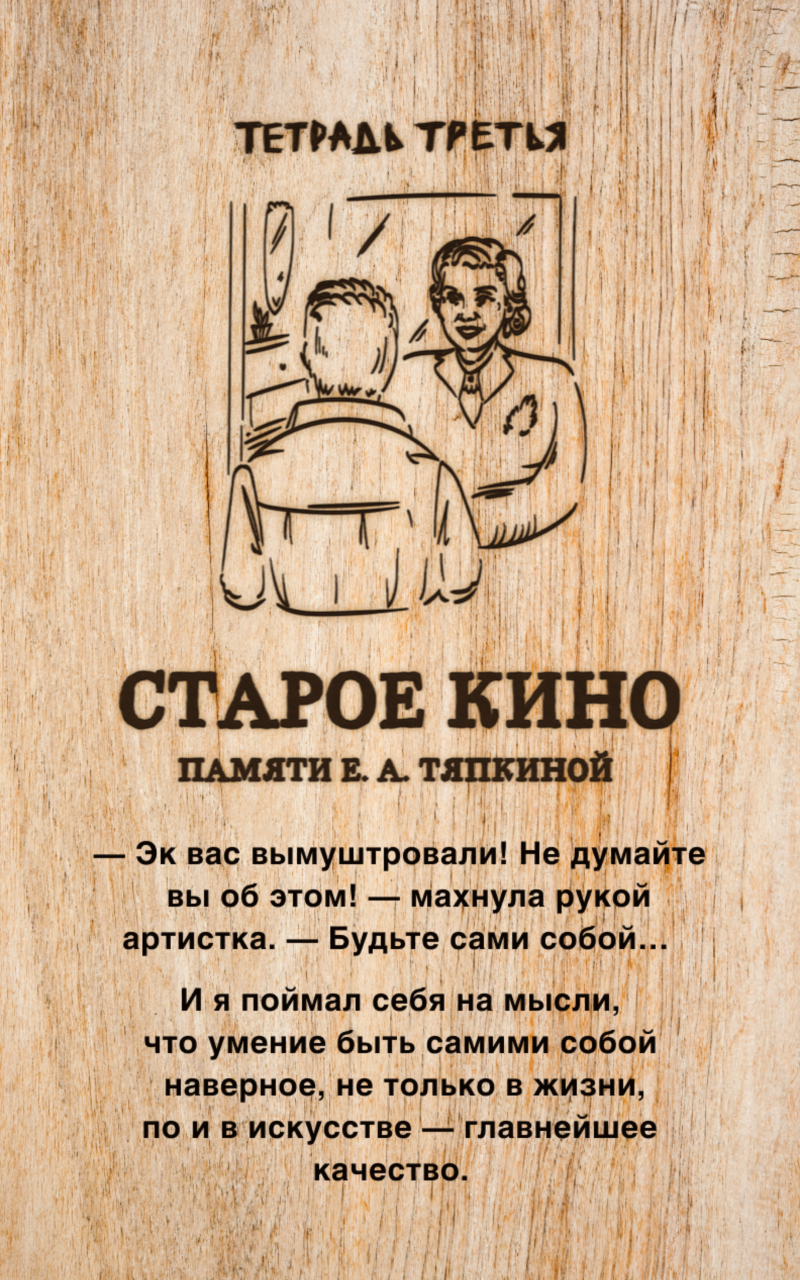 ТЕТРАДЬ ТРЕТЬЯ
СТАРОЕ КИНО
ПАМЯТИ Е. А. ТЯПКИНОЙ
— Эк вас вымуштровали! Не думайте
вы об этом! — махнула рукой
артистка. — Будьте сами собой...
И я поймал себя на мысли,
что умение быть самими собой
наверное, не только в жизни,
по и в искусстве — главнейшее
качество.